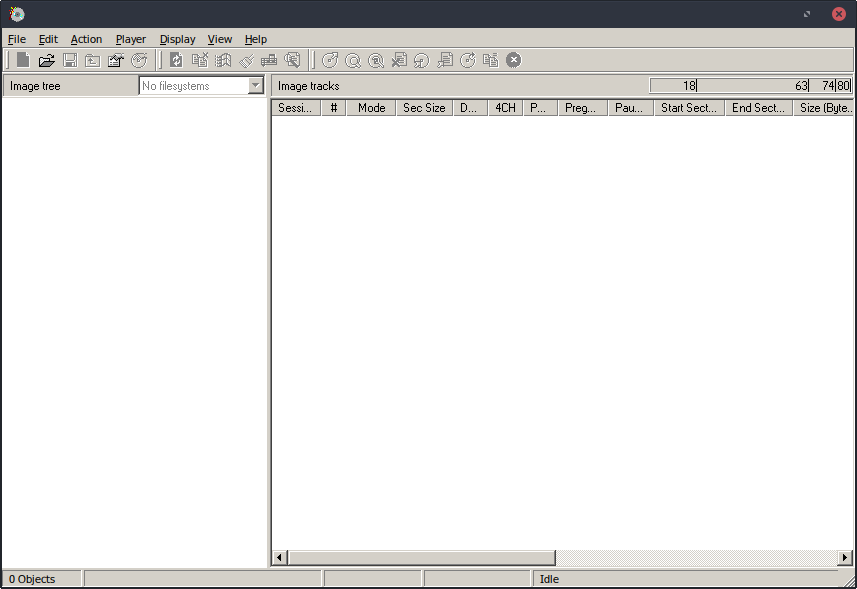 File Edit Action Player Display View Help
Image tree No filesystems Image tracks 18 63 74 80
Sessi... # Mode Sec Size D... 4CH P... Preg... Pau... Start Sect... End Sect... Size (Byte...
0 Objects Idle